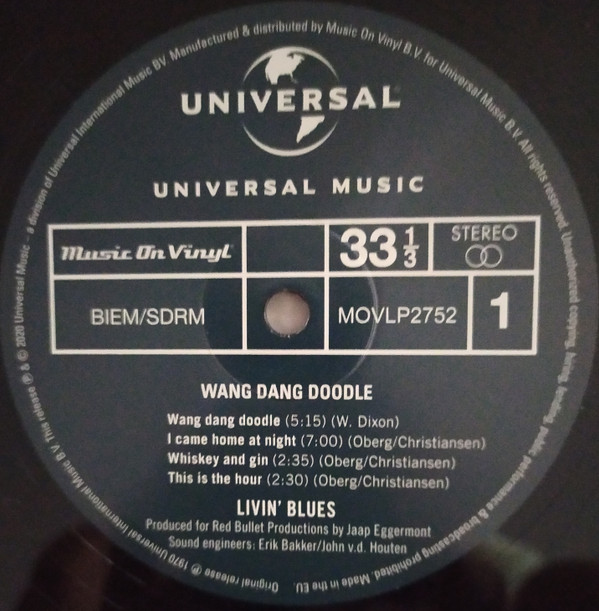 UNIVERSAL
UNIVERSAL MUSIC
Music On Vinyl
33 1/3
STEREO
BIEM/SDRM
MOVLP2752
1
WANG DANG DOODLE
Wang dang doodle (5:15) (W. Dixon)
I came home at night (7:00) (Oberg/Christiansen)
Whiskey and gin (2:35) (Oberg/Christiansen)
This is the hour (2:30) (Oberg/Christiansen)
LIVIN' BLUES
Produced for Red Bullet Productions by Jaap Eggermont
Sound engineers: Erik Bakker/John v.d. Houten
Original release ℗ 1970 Universal International Music B.V. This release ℗ & © 2020 Universal Music - a division of Universal International Music BV. Manufactured & distributed by Music On Vinyl B.V. for Universal Music B.V. All rights reserved. Unauthorized copying, hiring, lending, public performance & broadcasting prohibited. Made in the EU.